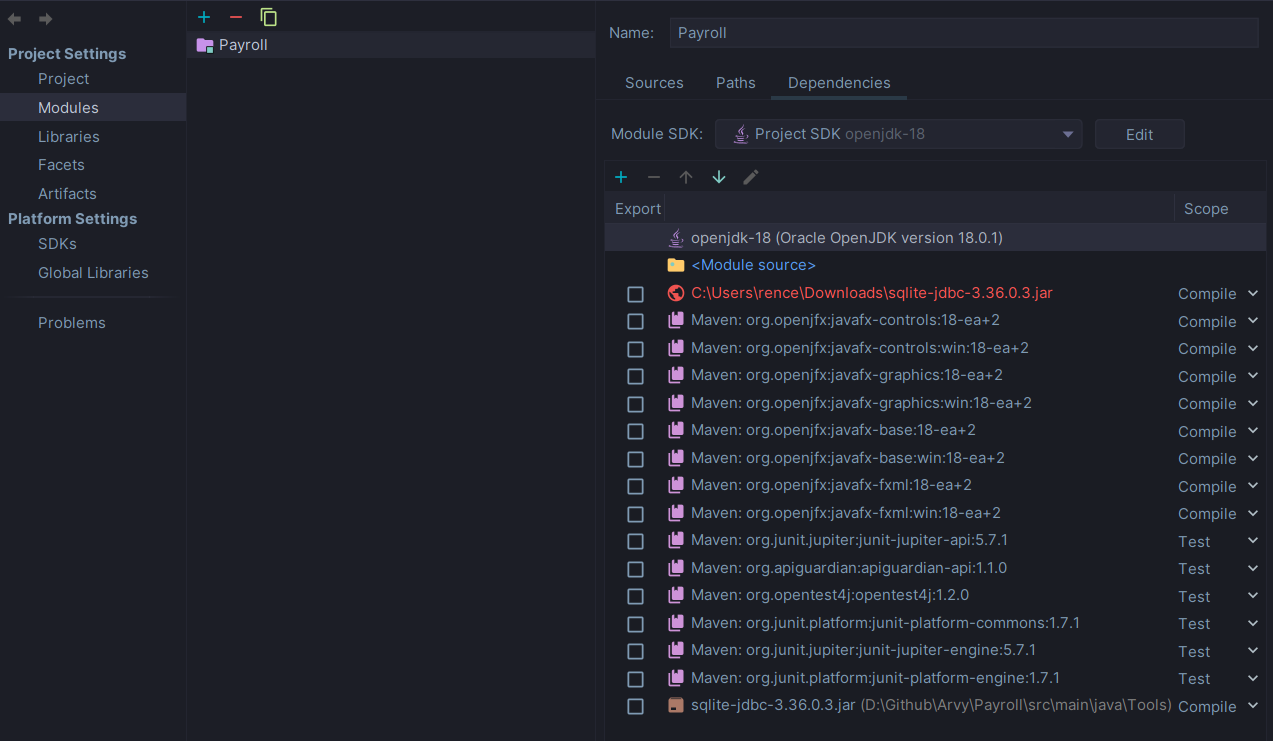 Project Settings
Project
Modules
Libraries
Facets
Artifacts
Platform Settings
SDKs
Global Libraries
Problems
Payroll
Name: Payroll
Sources Paths Dependencies
Module SDK: Project SDK openjdk-18 Edit
Export Scope
openjdk-18 (Oracle OpenJDK version 18.0.1)
<Module source>
C:\Users\rence\Downloads\sqlite-jdbc-3.36.0.3.jar Compile
Maven: org.openjfx:javafx-controls:18-ea+2 Compile
Maven: org.openjfx:javafx-controls:win:18-ea+2 Compile
Maven: org.openjfx:javafx-graphics:18-ea+2 Compile
Maven: org.openjfx:javafx-graphics:win:18-ea+2 Compile
Maven: org.openjfx:javafx-base:18-ea+2 Compile
Maven: org.openjfx:javafx-base:win:18-ea+2 Compile
Maven: org.openjfx:javafx-fxml:18-ea+2 Compile
Maven: org.openjfx:javafx-fxml:win:18-ea+2 Compile
Maven: org.junit.jupiter:junit-jupiter-api:5.7.1 Test
Maven: org.apiguardian:apiguardian-api:1.1.0 Test
Maven: org.opentest4j:opentest4j:1.2.0 Test
Maven: org.junit.platform:junit-platform-commons:1.7.1 Test
Maven: org.junit.jupiter:junit-jupiter-engine:5.7.1 Test
Maven: org.junit.platform:junit-platform-engine:1.7.1 Test
sqlite-jdbc-3.36.0.3.jar (D:\Github\Arvy\Payroll\src\main\java\Tools) Compile